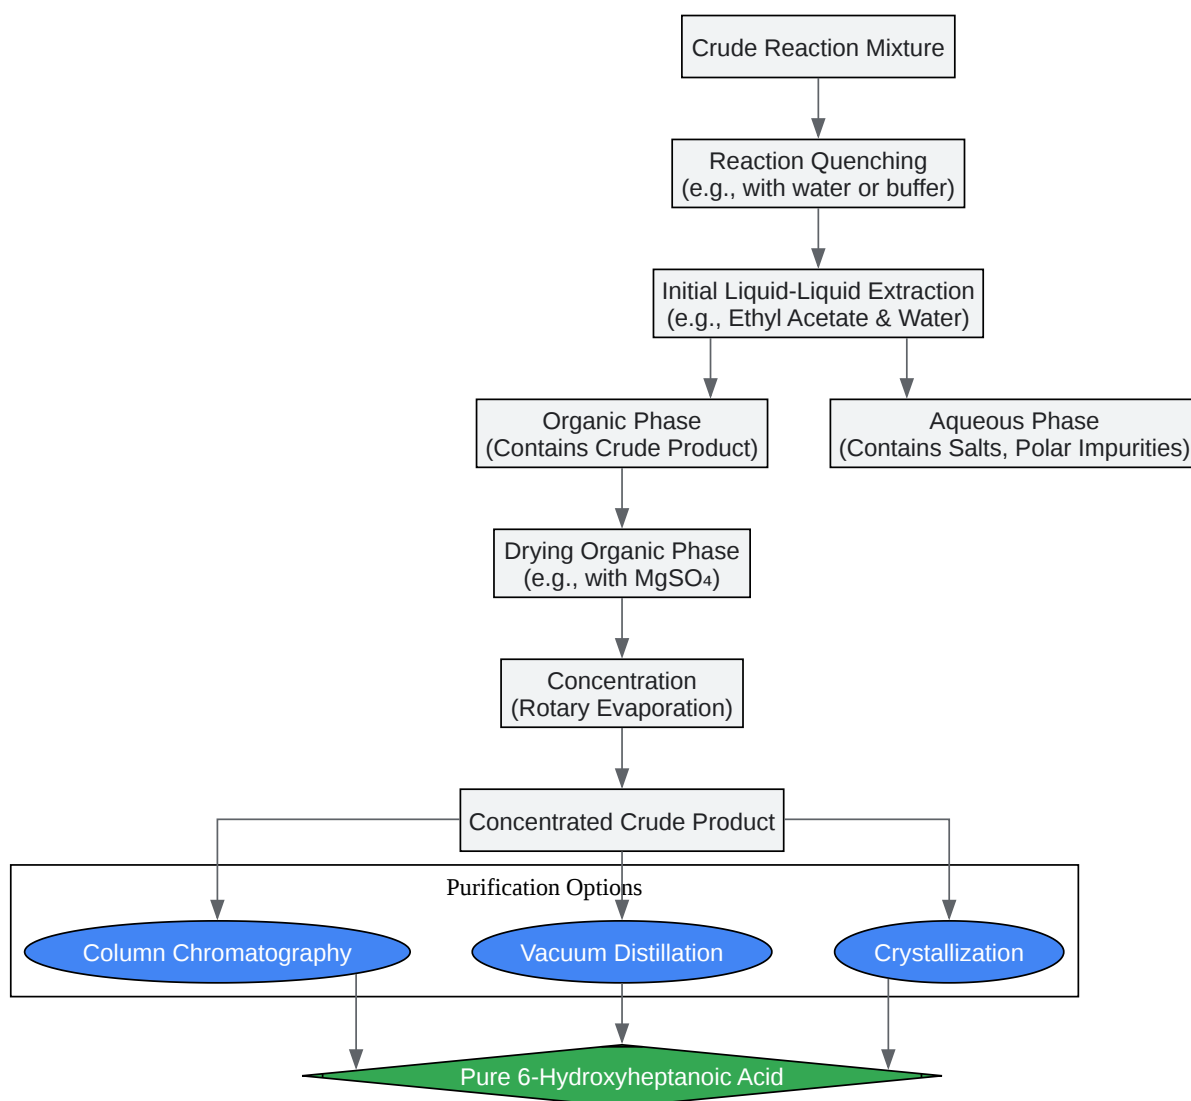 Crude Reaction Mixture
Reaction Quenching
(e.g., with water or buffer)
Initial Liquid-Liquid Extraction
(e.g., Ethyl Acetate & Water)
Organic Phase
(Contains Crude Product)
Aqueous Phase
(Contains Salts, Polar Impurities)
Drying Organic Phase
(e.g., with MgSO₄)
Concentration
(Rotary Evaporation)
Concentrated Crude Product
Purification Options
Column Chromatography
Vacuum Distillation
Crystallization
Pure 6-Hydroxyheptanoic Acid